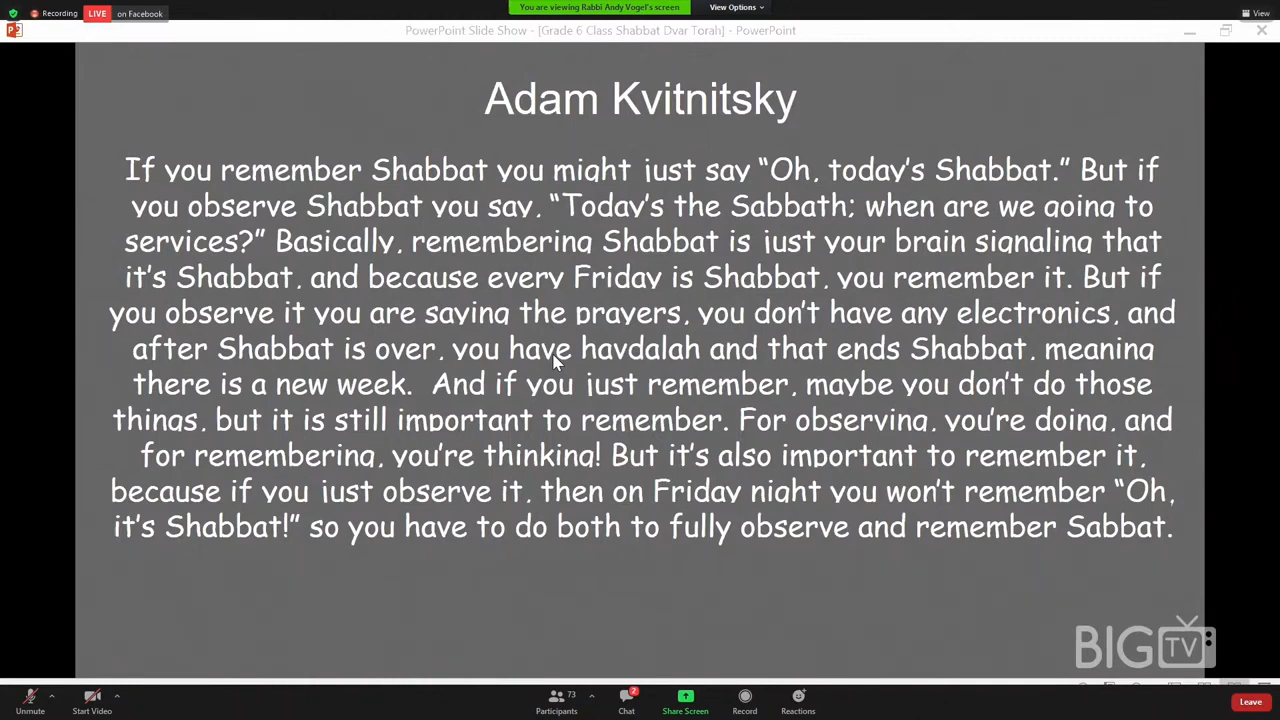 Recording
LIVE on Facebook
You are viewing Rabbi Andy Vogel's screen
View Options
View
PowerPoint Slide Show - [Grade 6 Class Shabbat Dvar Torah] - PowerPoint
Adam Kvitnitsky
If you remember Shabbat you might just say “Oh, today’s Shabbat.” But if
you observe Shabbat you say, “Today’s the Sabbath; when are we going to
services?” Basically, remembering Shabbat is just your brain signaling that
it’s Shabbat, and because every Friday is Shabbat, you remember it. But if
you observe it you are saying the prayers, you don’t have any electronics, and
after Shabbat is over, you have havdalah and that ends Shabbat, meaning
there is a new week. And if you just remember, maybe you don’t do those
things, but it is still important to remember. For observing, you’re doing, and
for remembering, you’re thinking! But it’s also important to remember it,
because if you just observe it, then on Friday night you won’t remember “Oh,
it’s Shabbat!” so you have to do both to fully observe and remember Sabbat.
BIG TV
Unmute
Start Video
Participants 73
Chat 2
Share Screen
Record
Reactions
Leave